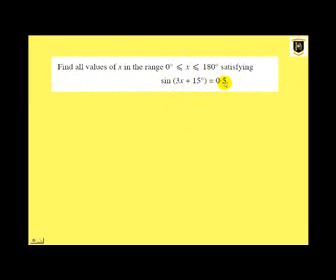 Find all values of x in the range 0° ⩽ x ⩽ 180° satisfying
sin (3x + 15°) = 0·5.